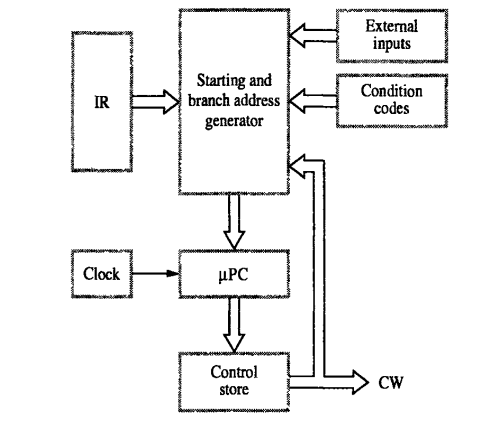 External
inputs
IR
Starting and
branch address
generator
Condition
codes
Clock
μPC
Control
store
CW